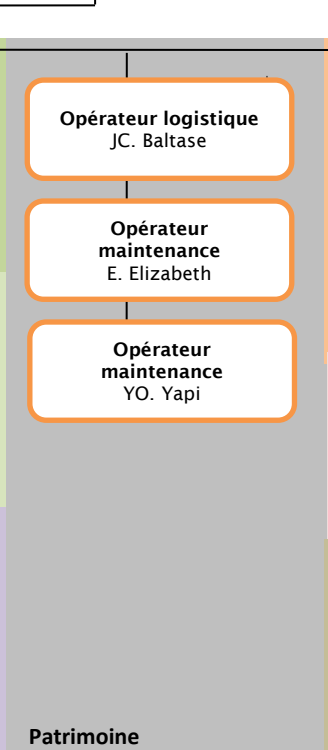 Opérateur logistique
JC. Baltase
Opérateur
maintenance
E. Elizabeth
Opérateur
maintenance
YO. Yapi
Patrimoine